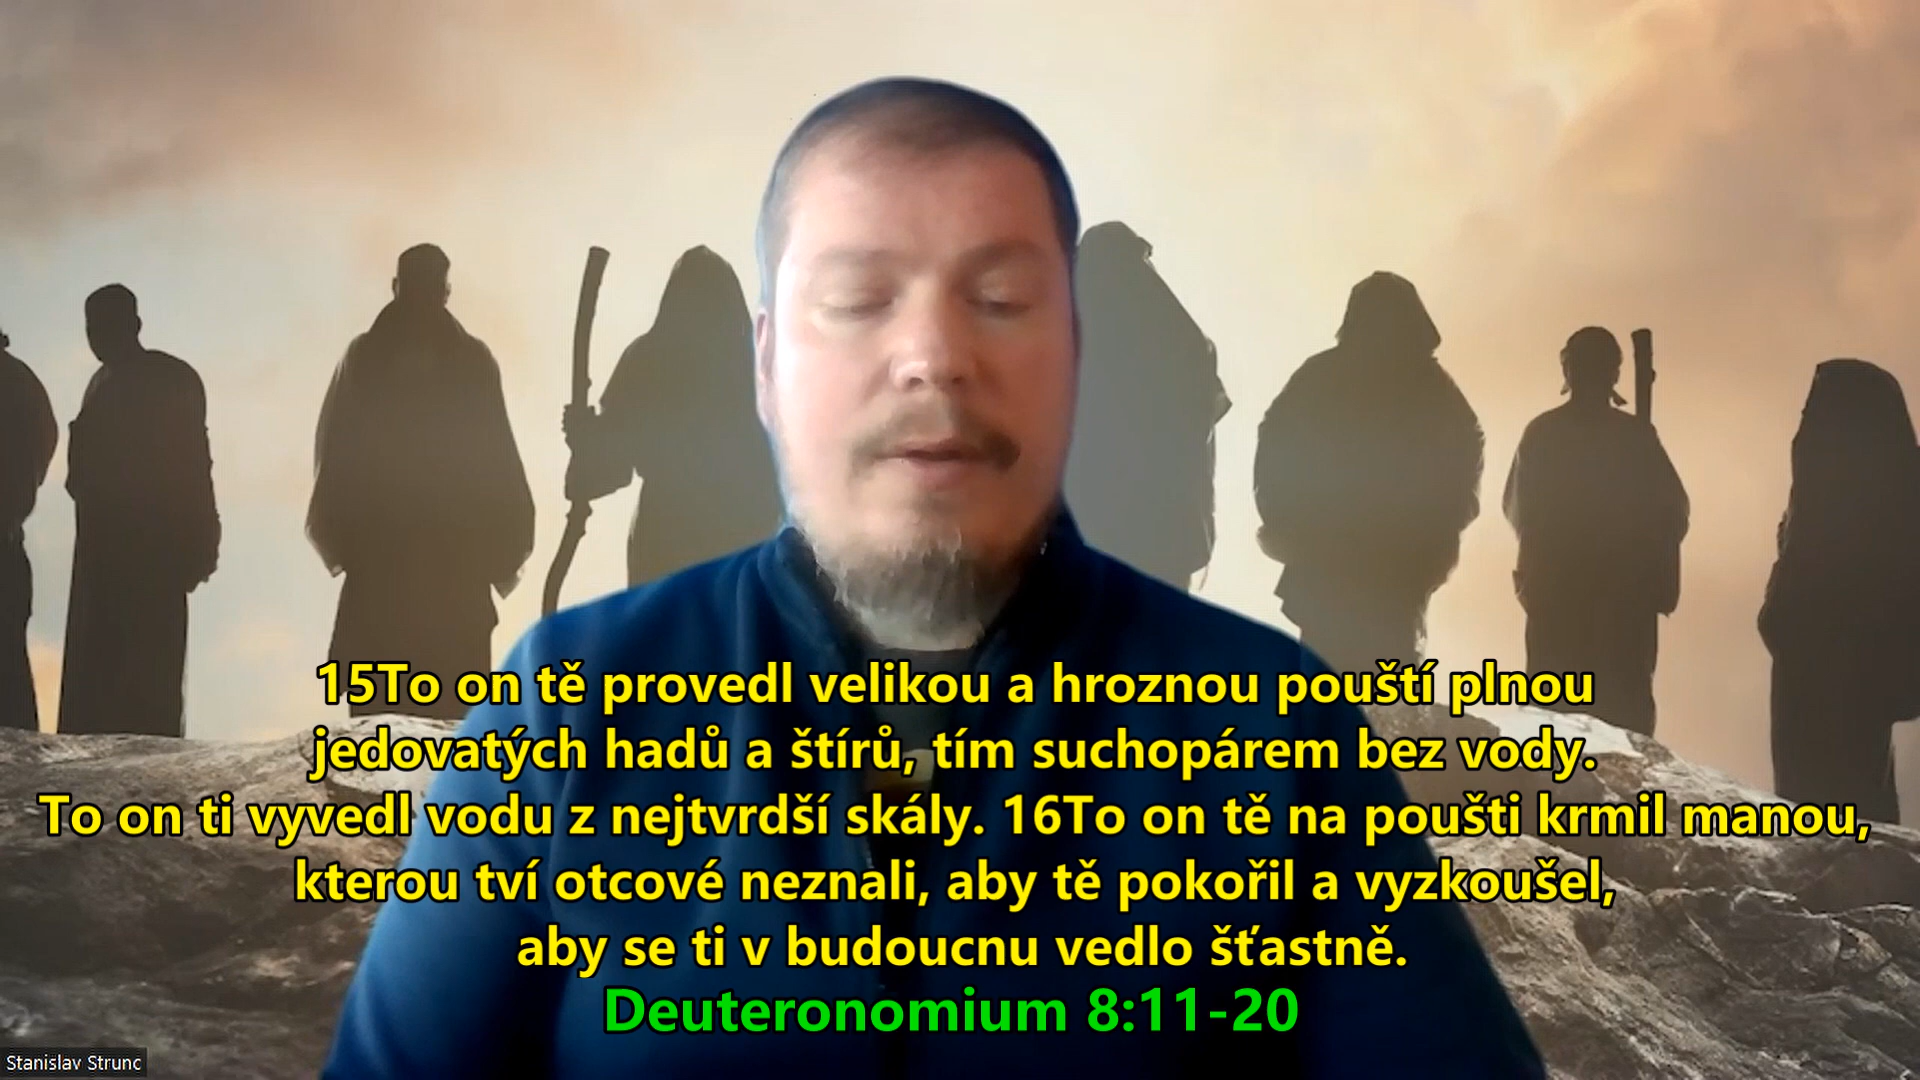 15To on tě provedl velikou a hroznou pouští plnou
jedovatých hadů a štírů, tím suchopárem bez vody.
To on ti vyvedl vodu z nejtvrdší skály. 16To on tě na poušti krmil manou,
kterou tví otcové neznali, aby tě pokořil a vyzkoušel,
aby se ti v budoucnu vedlo šťastně.
Deuteronomium 8:11-20
Stanislav Strunc